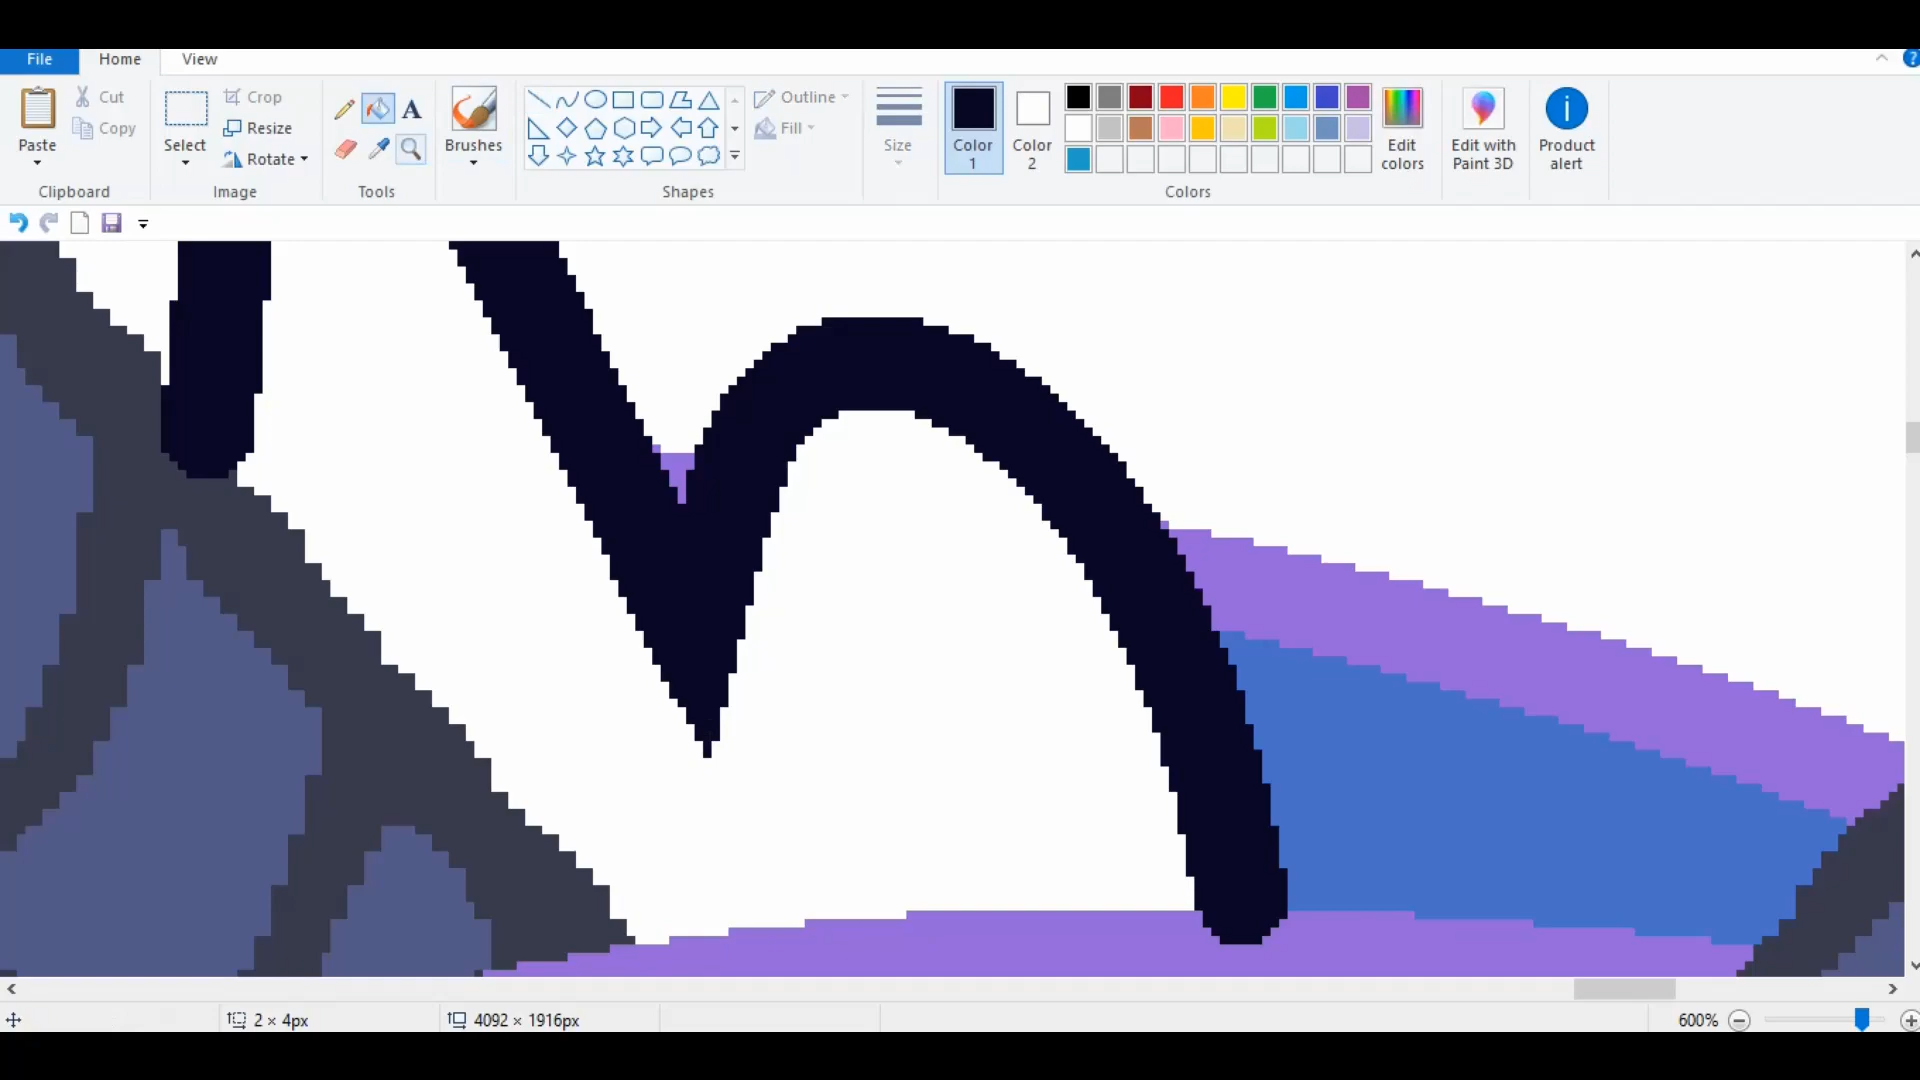 File Home View
Paste Cut Copy Select Crop Resize Rotate A Brushes Outline Fill Size Color 1 Color 2 Edit colors Edit with Paint 3D Product alert
Clipboard Image Tools Shapes Colors
2 × 4px 4092 × 1916px 600%